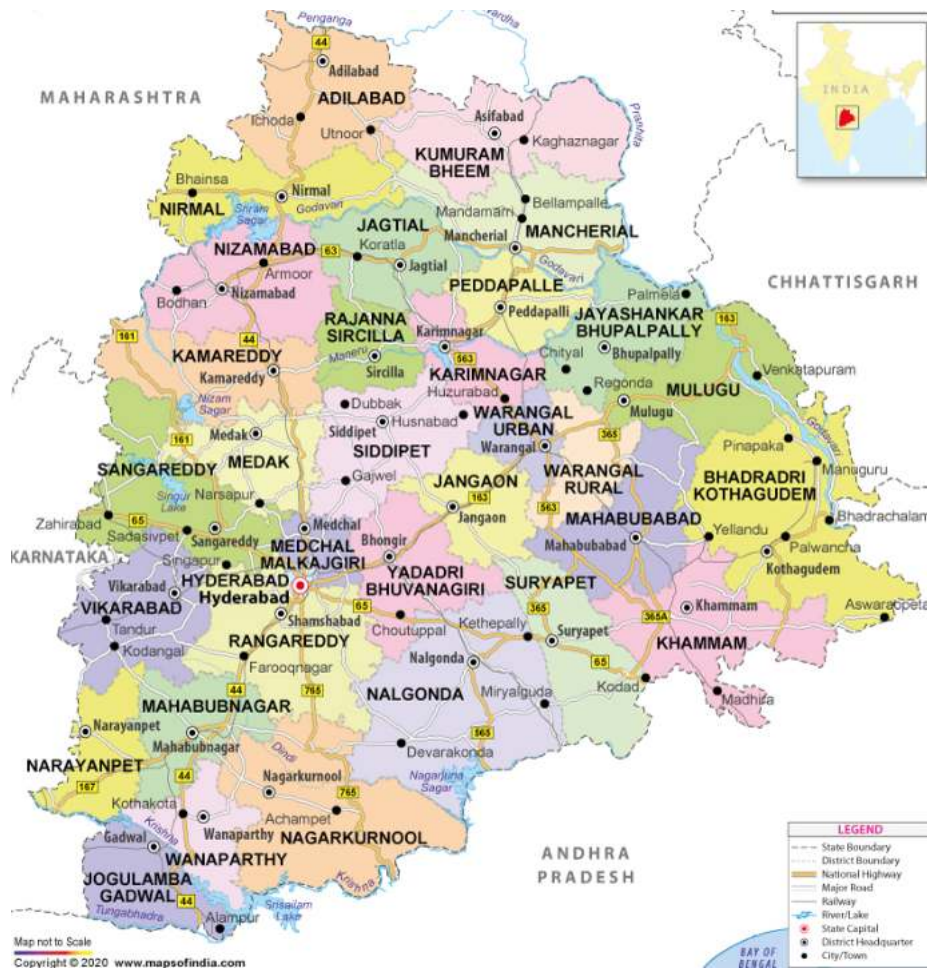 Penganga
Wardha
44
Adilabad
MAHARASHTRA
ADILABAD
Ichoda
Utnoor
Asifabad
Kaghaznagar
Pranhita
KUMURAM
BHEEM
INDIA
Bhainsa
Nirmal
NIRMAL
Sriram
Sagar
Godavari
Bellampalle
Mandamarri
MANCHERIAL
Mancherial
JAGTIAL
NIZAMABAD
63
Koratla
Armoor
Jagtial
Godavari
Bodhan
Nizamabad
PEDDAPALLE
Peddapalli
CHHATTISGARH
Palmela
JAYASHANKAR
BHUPALPALLY
163
RAJANNA
SIRCILLA
161
44
KAMAREDDY
Maneru
Karimnagar
Sircilla
563
Kamareddy
KARIMNAGAR
Chityal
Bhupalpally
Venkatapuram
Huzurabad
Regonda
MULUGU
Nizam
Sagar
Dubbak
Husnabad
WARANGAL
URBAN
Mulugu
Siddipet
161
Medak
Warangal
365
Pinapaka
Godavari
SIDDIPET
MEDAK
SANGAREDDY
WARANGAL
RURAL
BHADRADRI
KOTHAGUDEM
Manuguru
Singur
Lake
Narsapur
Gajwel
JANGAON
163
Jangaon
563
MAHABUBABAD
Zahirabad
65
Sadasivpet
Sangareddy
Medchal
Bhadrachalam
Yellandu
Palwancha
Mahabubabad
KARNATAKA
Singapur
MEDCHAL
MALKAJGIRI
Bhongir
Kothagudem
HYDERABAD
Hyderabad
YADADRI
BHUVANAGIRI
SURYAPET
Vikarabad
VIKARABAD
Shamshabad
65
Choutuppal
365
Kethepally
365A
Khammam
Aswaraopeta
Tandur
RANGAREDDY
Suryapet
KHAMMAM
Kodangal
Farooqnagar
Nalgonda
65
Kodad
Madhira
44
765
NALGONDA
Miryalguda
MAHABUBNAGAR
Narayanpet
Mahabubnagar
Dindi
Devarakonda
565
NARAYANPET
167
44
Nagarkurnool
Nagarjuna
Sagar
765
Kothakota
Achampet
Krishna
Wanaparthy
NAGARKURNOOL
Gadwal
WANAPARTHY
JOGULAMBA
GADWAL
Krishna
ANDHRA
PRADESH
Tungabhadra
44
Srisailam
Lake
Alampur
LEGEND
State Boundary
District Boundary
National Highway
Major Road
Railway
River/Lake
State Capital
District Headquarter
City/Town
BAY OF
BENGAL
Map not to Scale
Copyright © 2020 www.mapsofindia.com